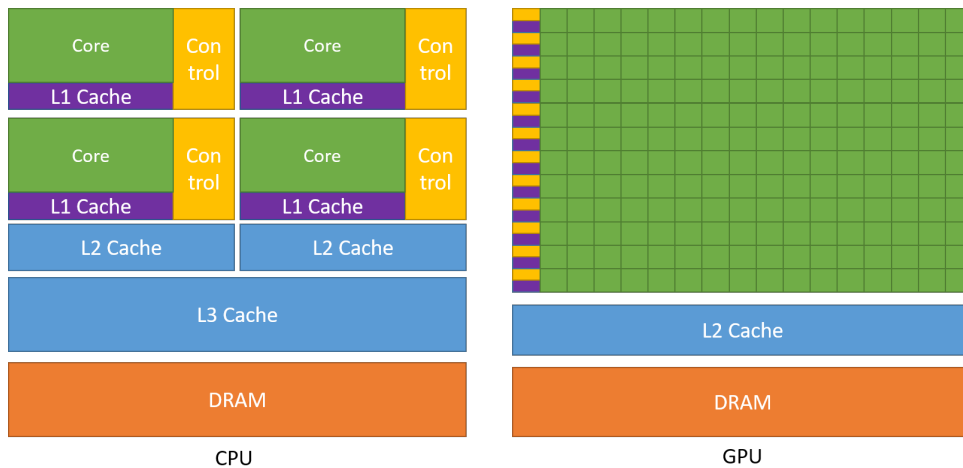 Core
Con
trol
L1 Cache
Core
Con
trol
L1 Cache
Core
Con
trol
L1 Cache
Core
Con
trol
L1 Cache
L2 Cache
L2 Cache
L3 Cache
DRAM
CPU
L2 Cache
DRAM
GPU